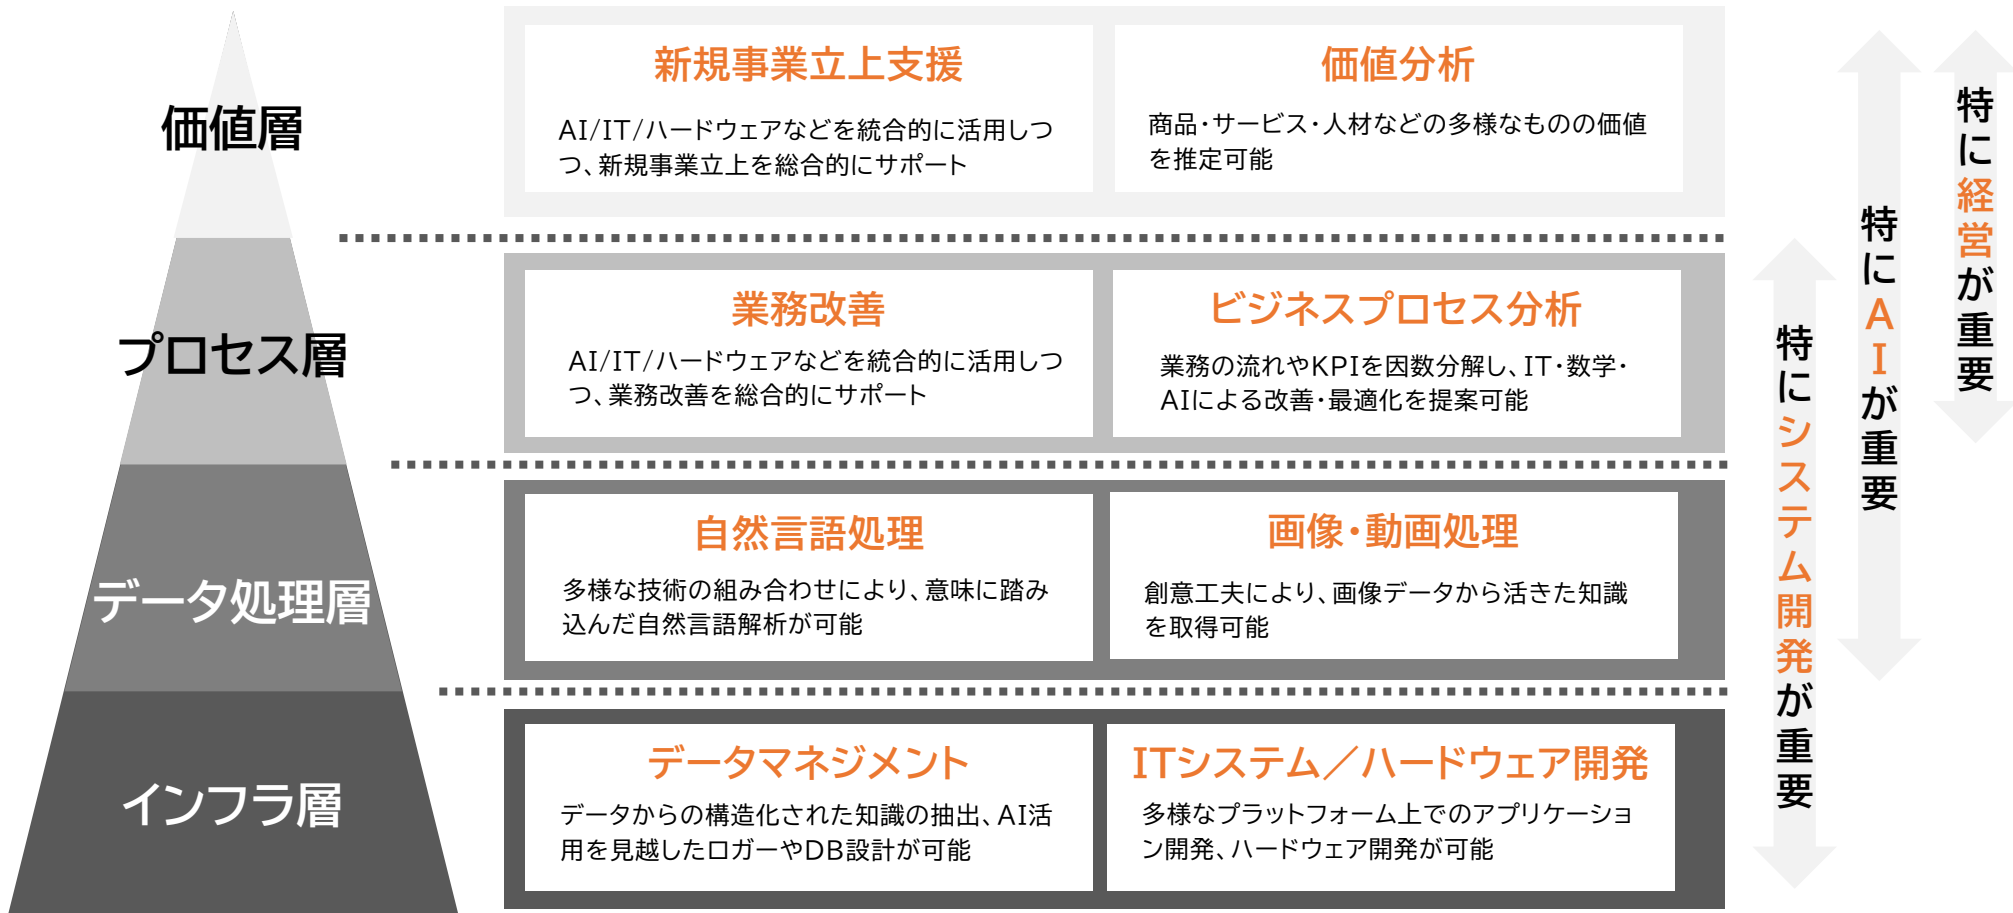 価値層
新規事業立上支援
AI/IT/ハードウェアなどを統合的に活用しつ
つ、新規事業立上を総合的にサポート
価値分析
商品・サービス・人材などの多様なものの価値
を推定可能
プロセス層
業務改善
AI/IT/ハードウェアなどを統合的に活用しつ
つ、業務改善を総合的にサポート
ビジネスプロセス分析
業務の流れやKPIを因数分解し、IT・数学・
AIによる改善・最適化を提案可能
データ処理層
自然言語処理
多様な技術の組み合わせにより、意味に踏み
込んだ自然言語解析が可能
画像・動画処理
創意工夫により、画像データから活きた知識
を取得可能
インフラ層
データマネジメント
データからの構造化された知識の抽出、AI活
用を見越したロガーやDB設計が可能
ITシステム／ハードウェア開発
多様なプラットフォーム上でのアプリケーショ
ン開発、ハードウェア開発が可能
特にシステム開発が重要
特にAIが重要
特に経営が重要